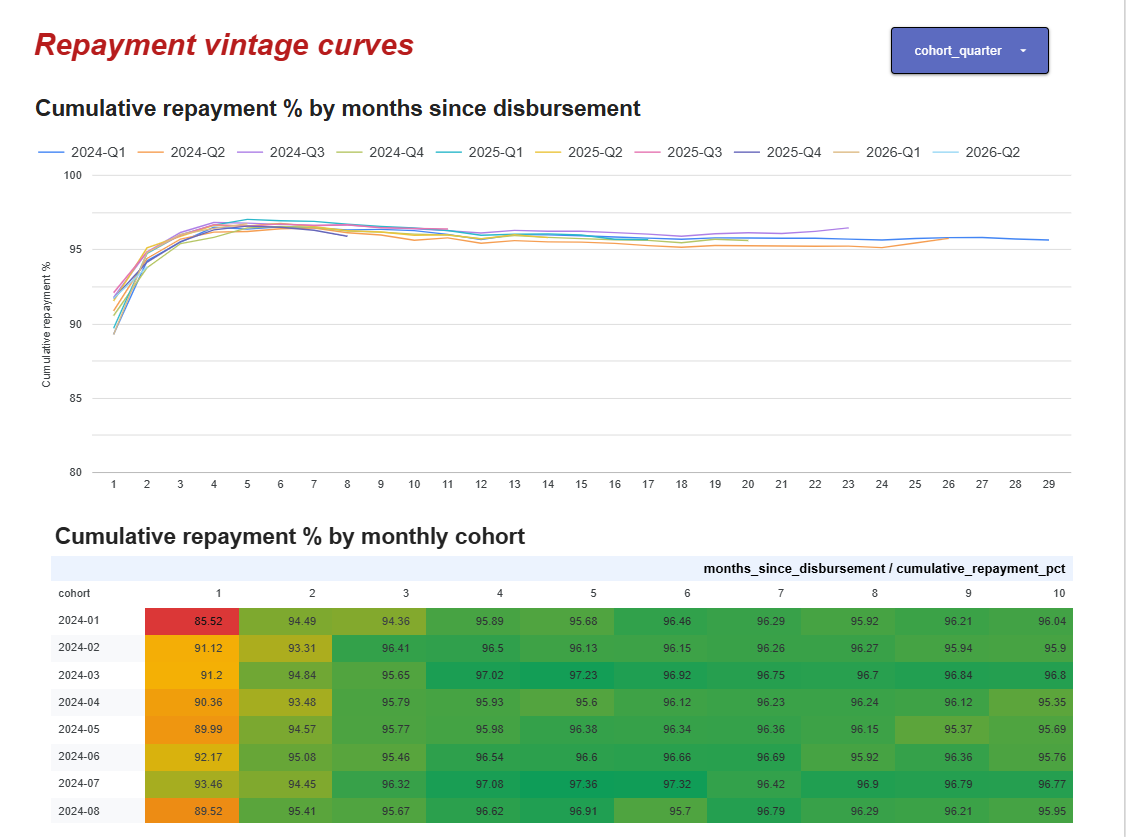 Repayment vintage curves
cohort_quarter
Cumulative repayment % by months since disbursement
2024-Q1 2024-Q2 2024-Q3 2024-Q4 2025-Q1 2025-Q2 2025-Q3 2025-Q4 2026-Q1 2026-Q2
100
95
90
85
80
Cumulative repayment %
1 2 3 4 5 6 7 8 9 10 11 12 13 14 15 16 17 18 19 20 21 22 23 24 25 26 27 28 29
Cumulative repayment % by monthly cohort
months_since_disbursement / cumulative_repayment_pct
cohort 1 2 3 4 5 6 7 8 9 10
2024-01 85.52 94.49 94.36 95.89 95.68 96.46 96.29 95.92 96.21 96.04
2024-02 91.12 93.31 96.41 96.5 96.13 96.15 96.26 96.27 95.94 95.9
2024-03 91.2 94.84 95.65 97.02 97.23 96.92 96.75 96.7 96.84 96.8
2024-04 90.36 93.48 95.79 95.93 95.6 96.12 96.23 96.24 96.12 95.35
2024-05 89.99 94.57 95.77 95.98 96.38 96.34 96.36 96.15 95.37 95.69
2024-06 92.17 95.08 95.46 96.54 96.6 96.66 96.69 95.92 96.36 95.76
2024-07 93.46 94.45 96.32 97.08 97.36 97.32 96.42 96.9 96.79 96.77
2024-08 89.52 95.41 95.67 96.62 96.91 95.7 96.79 96.29 96.21 95.95